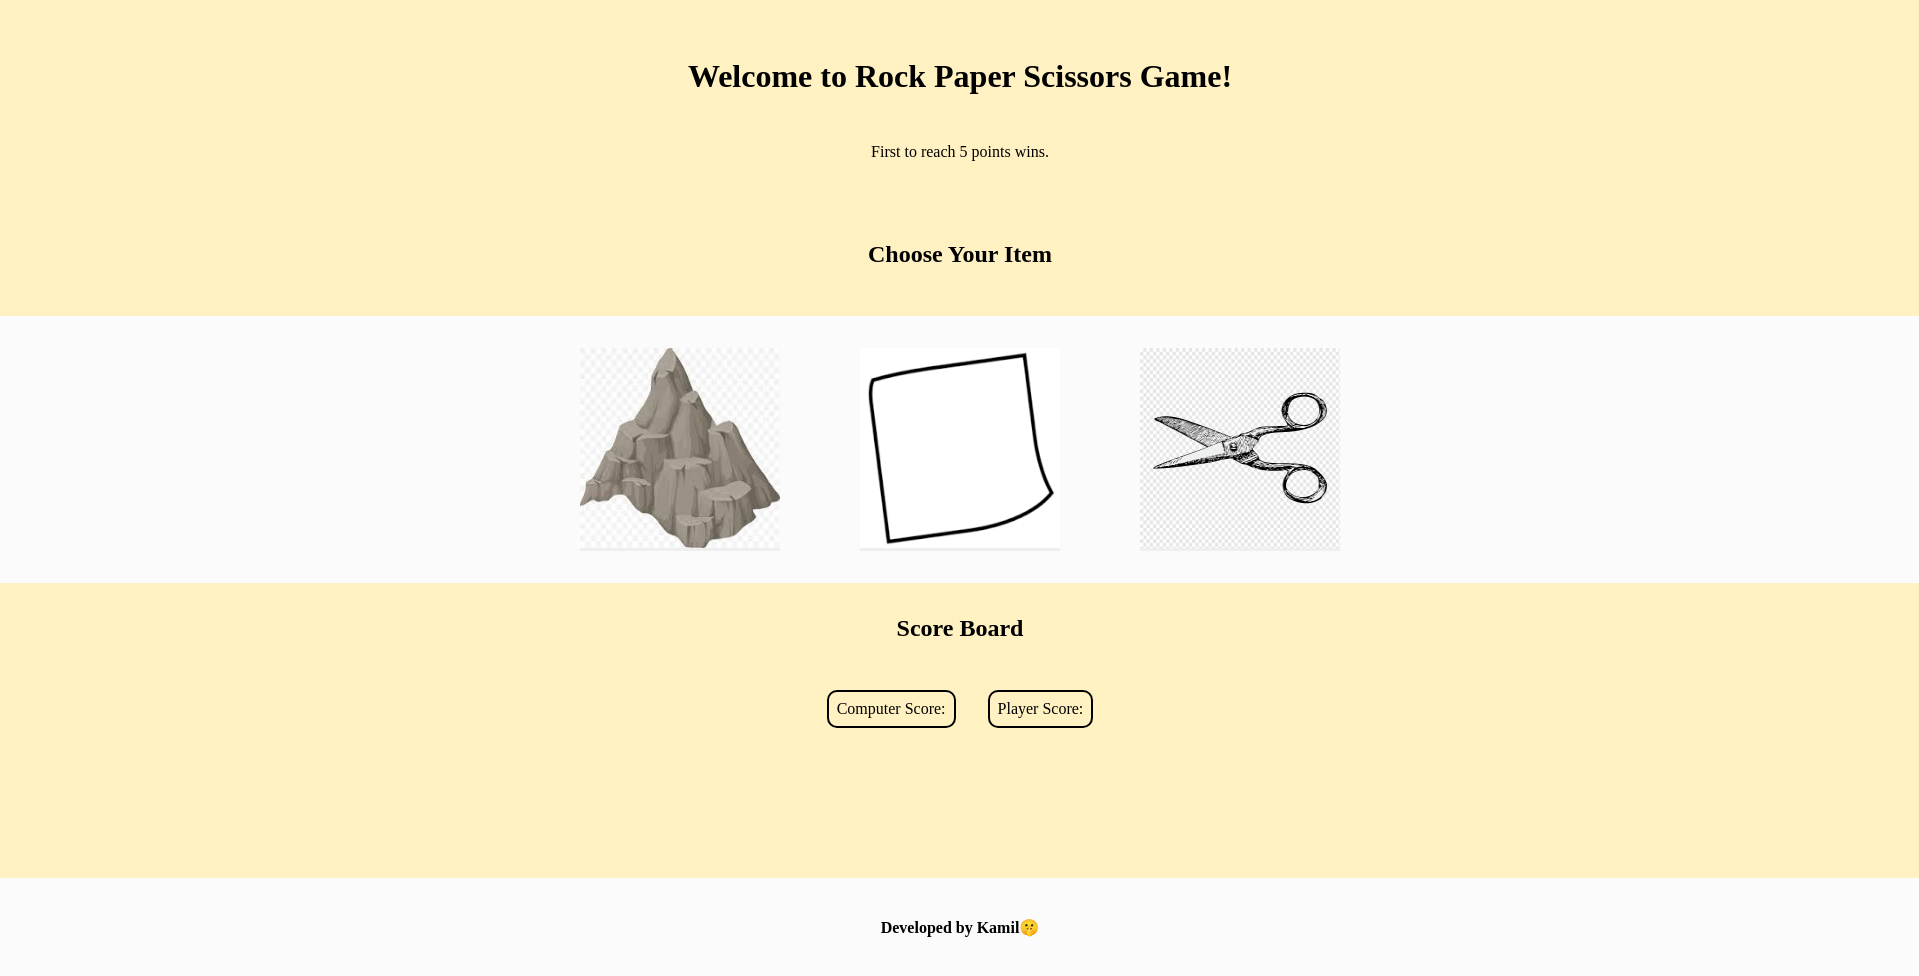 Welcome to Rock Paper Scissors Game!
First to reach 5 points wins.
Choose Your Item
Score Board
Computer Score:
Player Score:
Developed by Kamil🤫